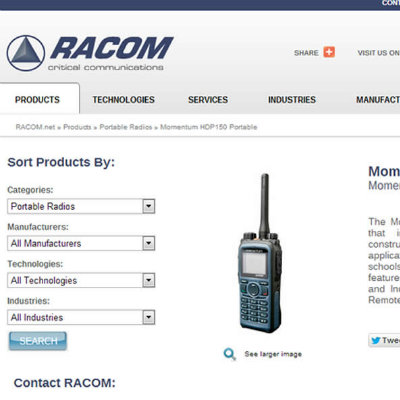 CONT
RACOM
critical communications
SHARE
VISIT US ON
PRODUCTS
TECHNOLOGIES
SERVICES
INDUSTRIES
MANUFACT
RACOM.net » Products » Portable Radios » Momentum HDP150 Portable
Sort Products By:
Categories:
Portable Radios
Manufacturers:
All Manufacturers
Technologies:
All Technologies
Industries:
All Industries
SEARCH
See larger image
Contact RACOM:
Mom
Momen
The Mo
that i
constru
applica
schools
feature
and In
Remote
Twee